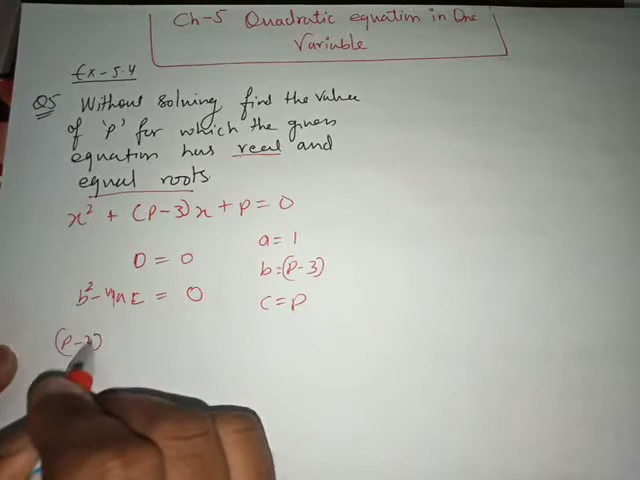 Ch-5 Quadratic equation in One
Variable
Ex-5.4
Q5 Without solving find the value
of 'p' for which the given
equation has real and
equal roots.
x² + (P-3)x + p = 0
D = 0
a = 1
b = (P-3)
b² - 4ac = 0
c = P
(P-3)